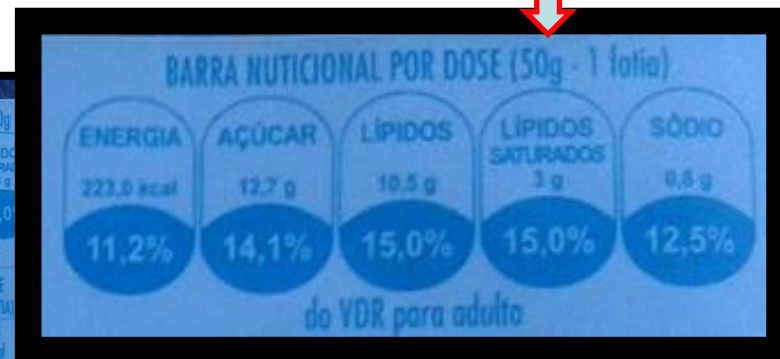 BARRA NUTICIONAL POR DOSE (50g - 1 fatia)
ENERGIA AÇÚCAR LÍPIDOS LÍPIDOS SATURADOS SÓDIO
223,0 kcal 12,7 g 10,5 g 3 g 0,8 g
11,2% 14,1% 15,0% 15,0% 12,5%
do VDR para adulto